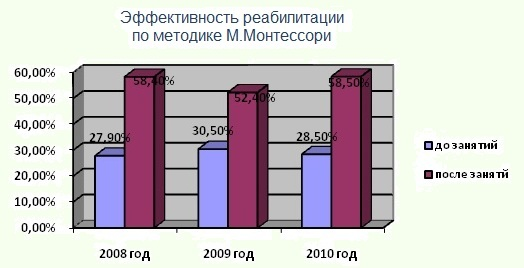 Эффективность реабилитации
по методике М.Монтессори
60,00%
50,00%
40,00%
30,00%
20,00%
10,00%
0,00%
27,90%
58,40%
30,50%
52,40%
28,50%
58,50%
2008 год
2009 год
2010 год
до занятий
после занятй